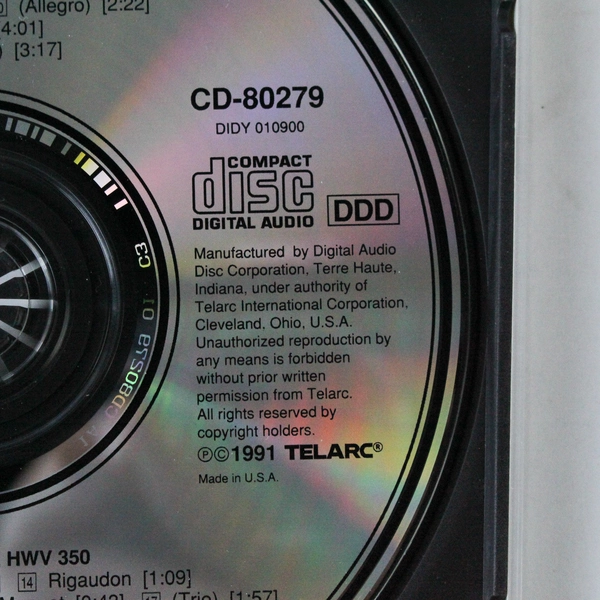 (Allegro) [2:22]
4:01]
[3:17]
CD-80279
DIDY 010900
COMPACT
disc
DIGITAL AUDIO
DDD
Manufactured by Digital Audio
Disc Corporation, Terre Haute,
Indiana, under authority of
Telarc International Corporation,
Cleveland, Ohio, U.S.A.
Unauthorized reproduction by
any means is forbidden
without prior written
permission from Telarc.
All rights reserved by
copyright holders.
ⓅⒸ1991 TELARC®
Made in U.S.A.
HWV 350
14 Rigaudon [1:09]
(Trio) [1:57]